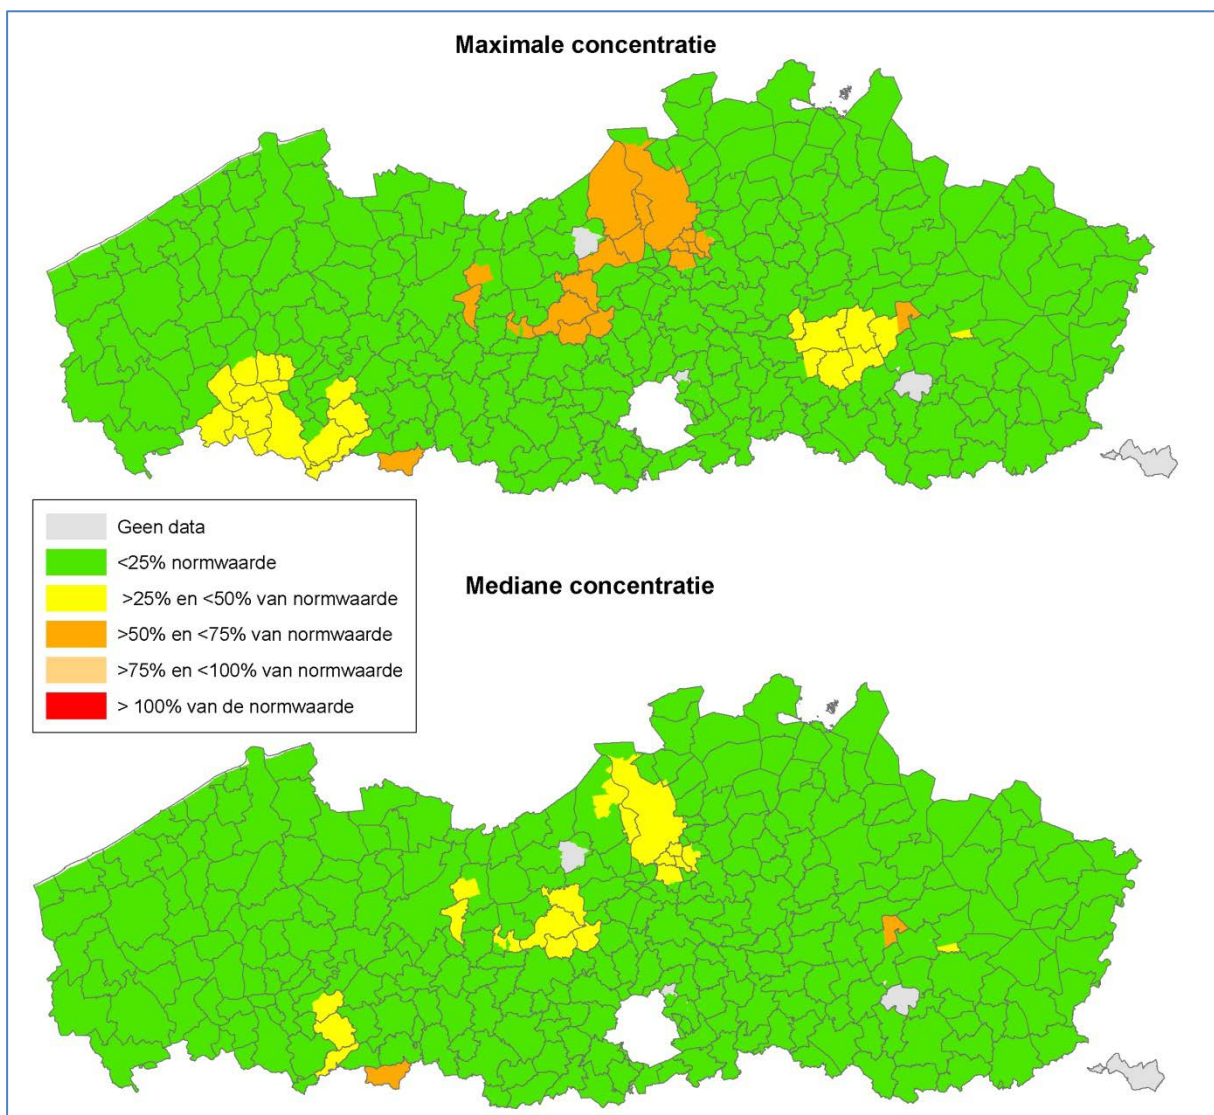 Maximale concentratie
Geen data
<25% normwaarde
>25% en <50% van normwaarde
>50% en <75% van normwaarde
>75% en <100% van normwaarde
> 100% van de normwaarde
Mediane concentratie